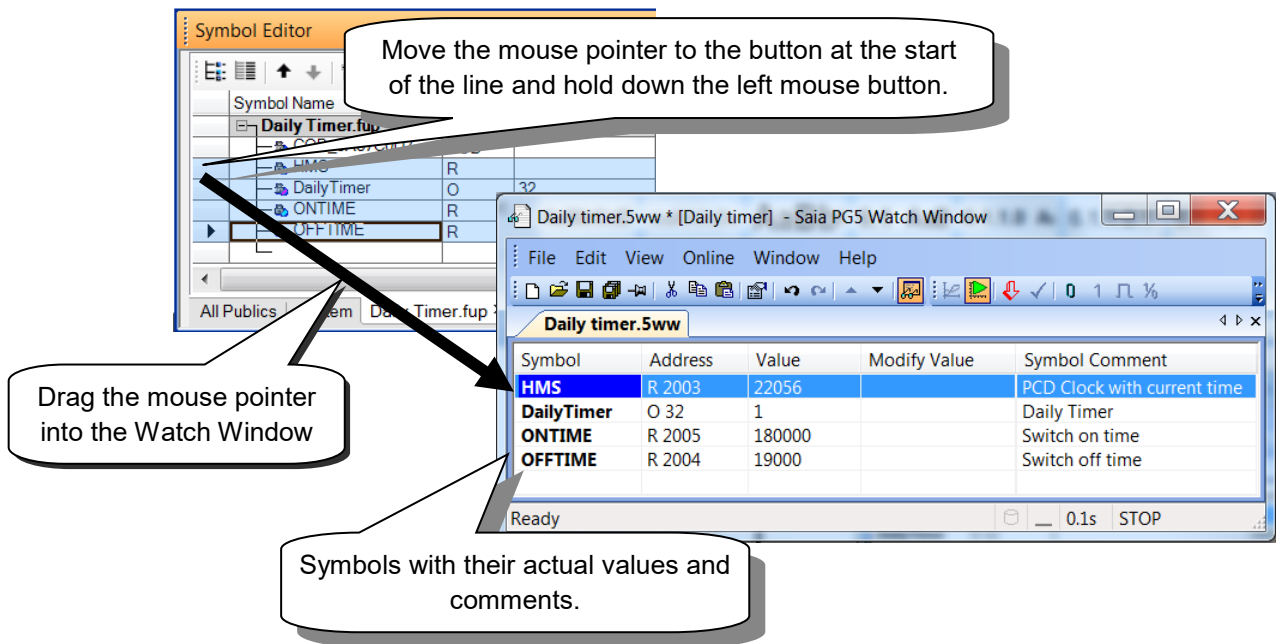 Symbol Editor
Move the mouse pointer to the button at the start
of the line and hold down the left mouse button.
Symbol Name
Daily Timer.fup
HMS R
DailyTimer O 32
ONTIME R
OFFTIME R
All Publics Daily Timer.fup
Drag the mouse pointer
into the Watch Window
Daily timer.5ww * [Daily timer] - Saia PG5 Watch Window
File Edit View Online Window Help
0 1
Daily timer.5ww
Symbol Address Value Modify Value Symbol Comment
HMS R 2003 22056 PCD Clock with current time
DailyTimer O 32 1 Daily Timer
ONTIME R 2005 180000 Switch on time
OFFTIME R 2004 19000 Switch off time
Ready 0.1s STOP
Symbols with their actual values and
comments.